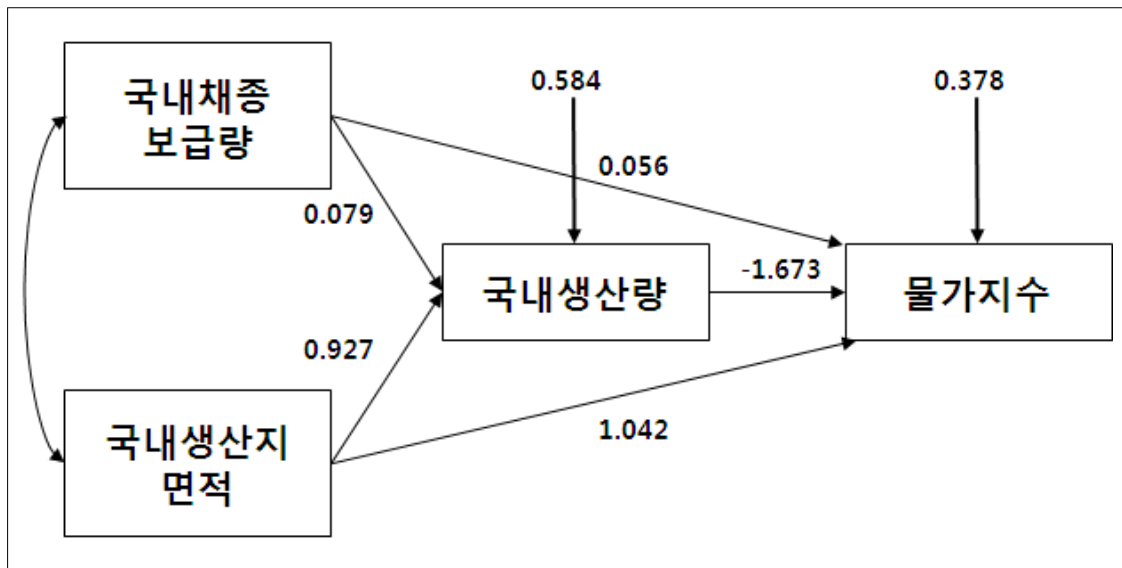 국내채종
보급량
0.584
0.378
0.056
0.079
-1.673
국내생산량
물가지수
0.927
1.042
국내생산지
면적